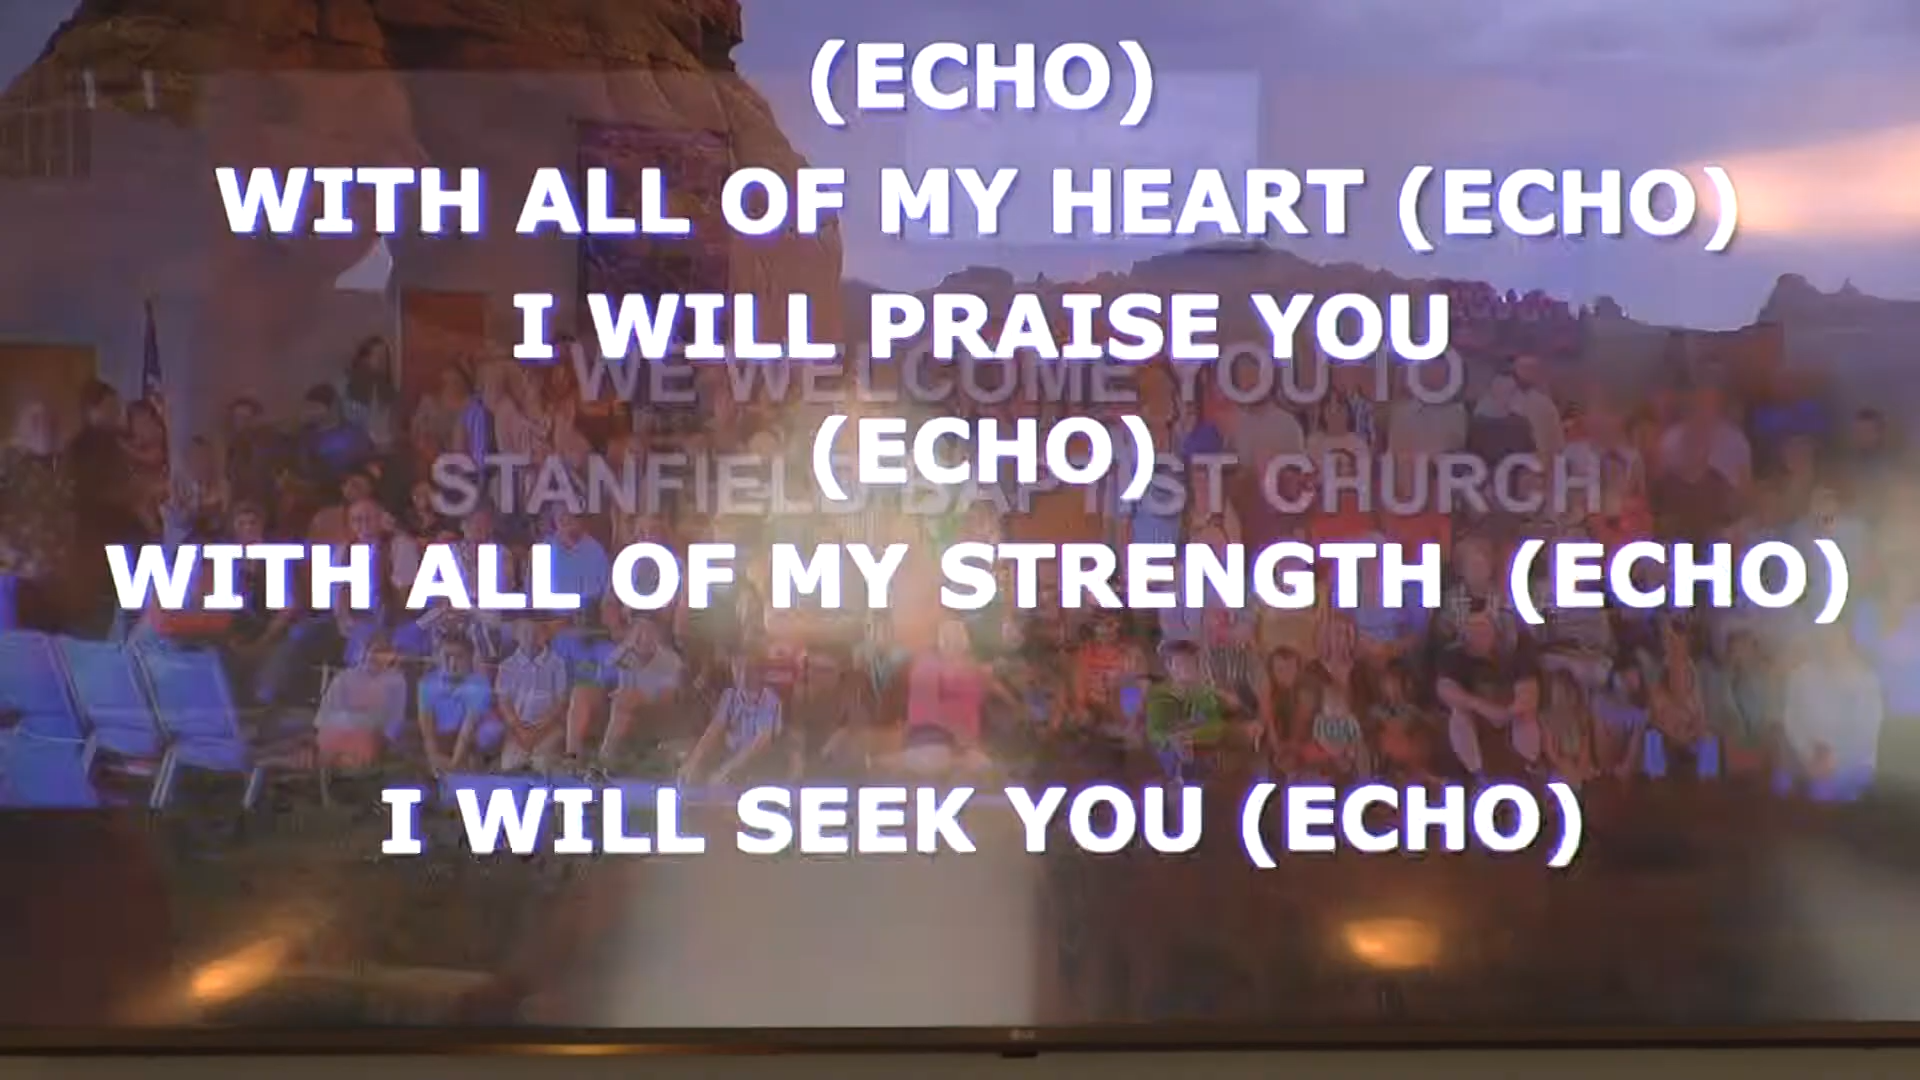 (ECHO)
WITH ALL OF MY HEART (ECHO)
I WILL PRAISE YOU
WE WELCOME YOU TO
(ECHO)
STANFIELD BAPTIST CHURCH
WITH ALL OF MY STRENGTH (ECHO)
I WILL SEEK YOU (ECHO)
LG